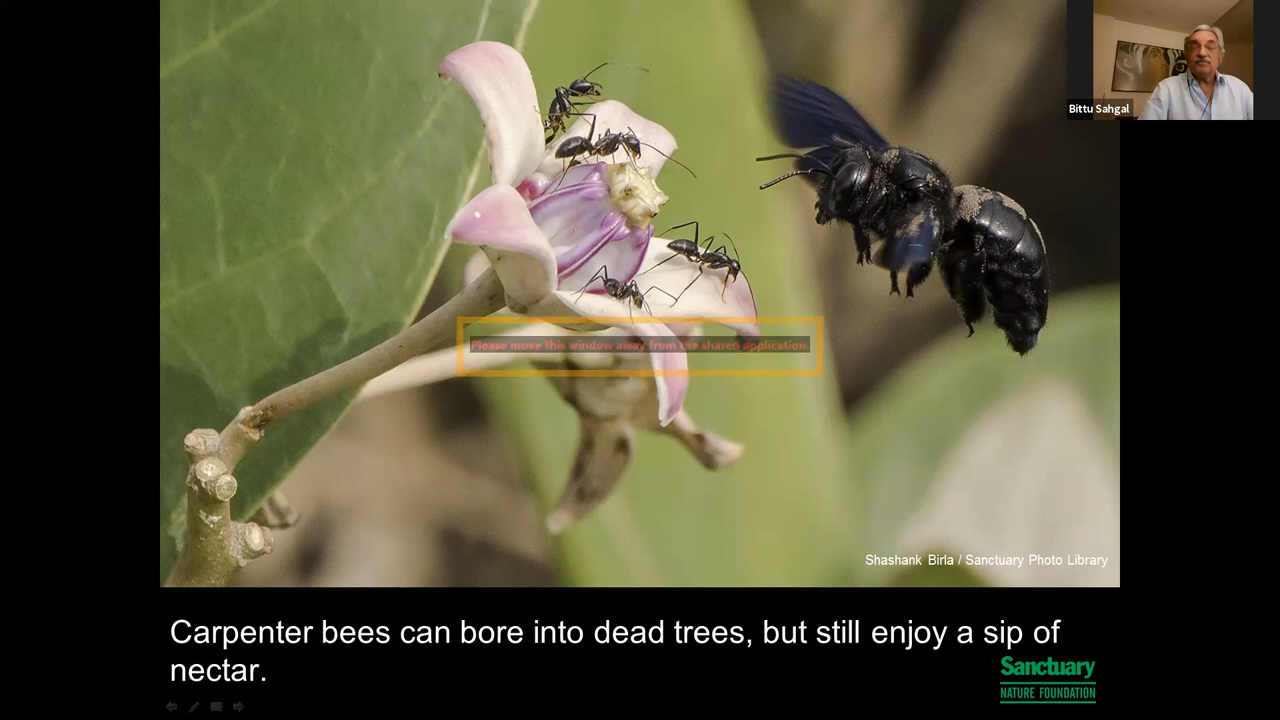 Bittu Sahgal
Please move this window away from the shared application.
Shashank Birla / Sanctuary Photo Library
Carpenter bees can bore into dead trees, but still enjoy a sip of
nectar.
Sanctuary
NATURE FOUNDATION